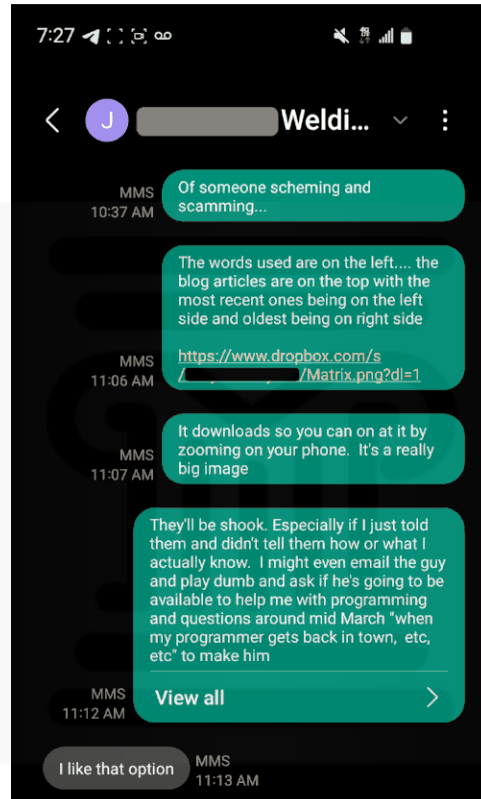 7:27
J
Weldi...
MMS
10:37 AM
Of someone scheming and
scamming...
The words used are on the left.... the
blog articles are on the top with the
most recent ones being on the left
side and oldest being on right side
https://www.dropbox.com/s
/ /Matrix.png?dl=1
MMS
11:06 AM
It downloads so you can on at it by
zooming on your phone.  It's a really
big image
MMS
11:07 AM
They'll be shook. Especially if I just told
them and didn't tell them how or what I
actually know.  I might even email the guy
and play dumb and ask if he's going to be
available to help me with programming
and questions around mid March "when
my programmer gets back in town,  etc,
etc" to make him
View all
MMS
11:12 AM
I like that option
MMS
11:13 AM